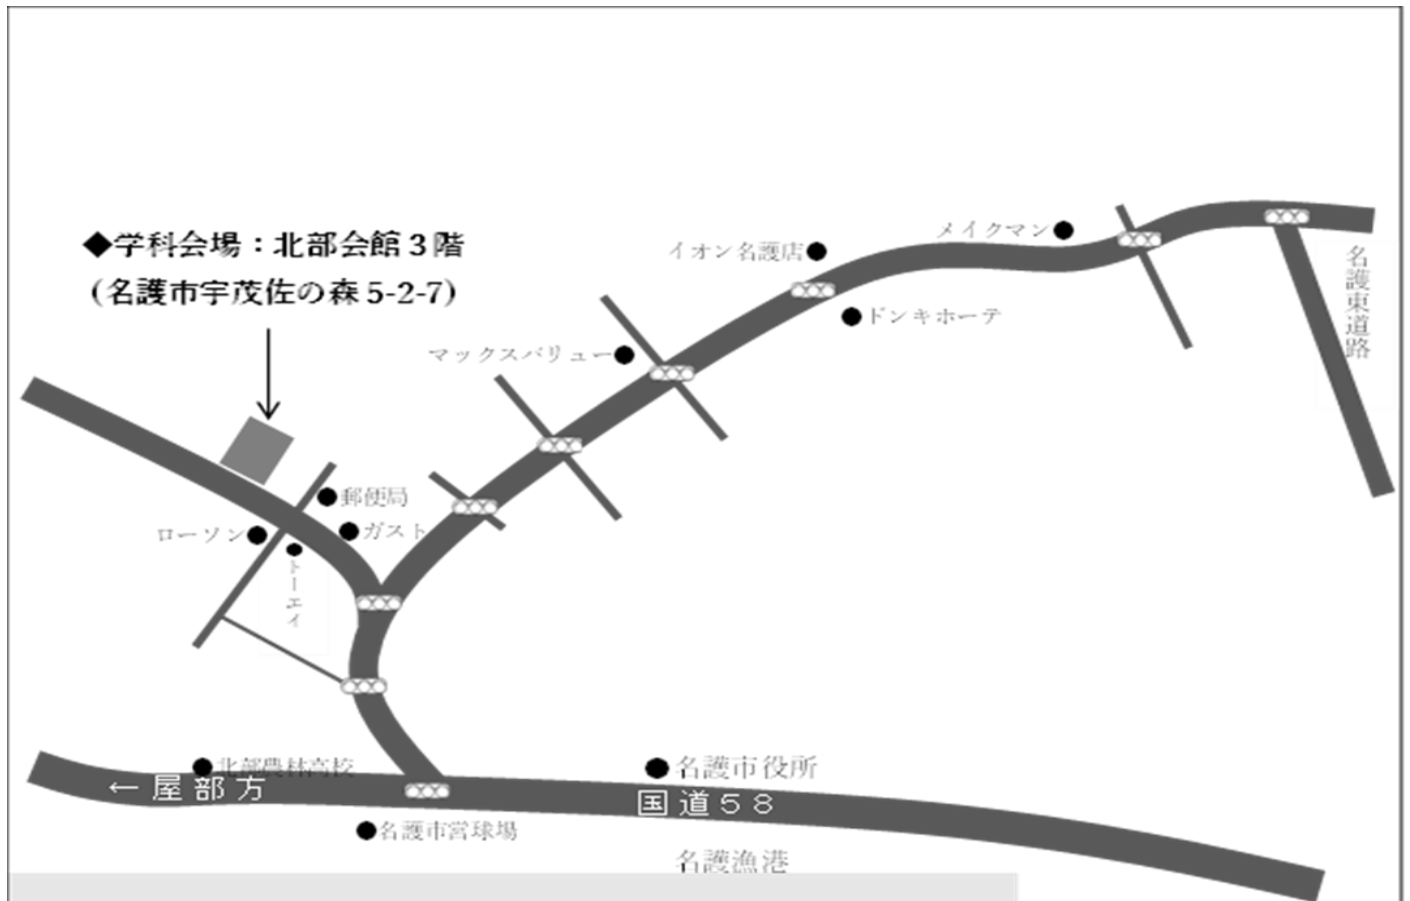 ◆学科会場：北部会館３階
(名護市宇茂佐の森5-2-7)
メイクマン
イオン名護店
ドンキホーテ
名護東道路
マックスバリュー
郵便局
ローソン
ガスト
トーエイ
北部農林高校
←屋部方
名護市役所
国道５８
名護市営球場
名護漁港